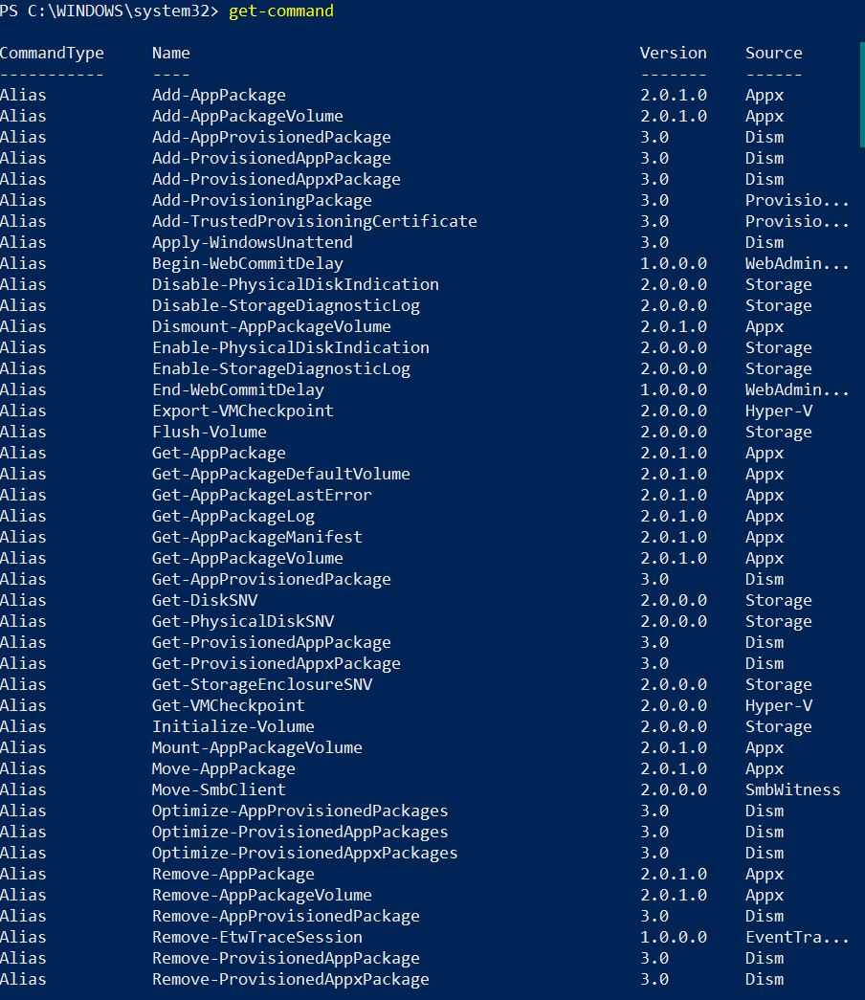 PS C:\WINDOWS\system32> get-command
CommandType Name Version Source
----------- ---- ------- ------
Alias Add-AppPackage 2.0.1.0 Appx
Alias Add-AppPackageVolume 2.0.1.0 Appx
Alias Add-AppProvisionedPackage 3.0 Dism
Alias Add-ProvisionedAppPackage 3.0 Dism
Alias Add-ProvisionedAppxPackage 3.0 Dism
Alias Add-ProvisioningPackage 3.0 Provisio...
Alias Add-TrustedProvisioningCertificate 3.0 Provisio...
Alias Apply-WindowsUnattend 3.0 Dism
Alias Begin-WebCommitDelay 1.0.0.0 WebAdmin...
Alias Disable-PhysicalDiskIndication 2.0.0.0 Storage
Alias Disable-StorageDiagnosticLog 2.0.0.0 Storage
Alias Dismount-AppPackageVolume 2.0.1.0 Appx
Alias Enable-PhysicalDiskIndication 2.0.0.0 Storage
Alias Enable-StorageDiagnosticLog 2.0.0.0 Storage
Alias End-WebCommitDelay 1.0.0.0 WebAdmin...
Alias Export-VMCheckpoint 2.0.0.0 Hyper-V
Alias Flush-Volume 2.0.0.0 Storage
Alias Get-AppPackage 2.0.1.0 Appx
Alias Get-AppPackageDefaultVolume 2.0.1.0 Appx
Alias Get-AppPackageLastError 2.0.1.0 Appx
Alias Get-AppPackageLog 2.0.1.0 Appx
Alias Get-AppPackageManifest 2.0.1.0 Appx
Alias Get-AppPackageVolume 2.0.1.0 Appx
Alias Get-AppProvisionedPackage 3.0 Dism
Alias Get-DiskSNV 2.0.0.0 Storage
Alias Get-PhysicalDiskSNV 2.0.0.0 Storage
Alias Get-ProvisionedAppPackage 3.0 Dism
Alias Get-ProvisionedAppxPackage 3.0 Dism
Alias Get-StorageEnclosureSNV 2.0.0.0 Storage
Alias Get-VMCheckpoint 2.0.0.0 Hyper-V
Alias Initialize-Volume 2.0.0.0 Storage
Alias Mount-AppPackageVolume 2.0.1.0 Appx
Alias Move-AppPackage 2.0.1.0 Appx
Alias Move-SmbClient 2.0.0.0 SmbWitness
Alias Optimize-AppProvisionedPackages 3.0 Dism
Alias Optimize-ProvisionedAppPackages 3.0 Dism
Alias Optimize-ProvisionedAppxPackages 3.0 Dism
Alias Remove-AppPackage 2.0.1.0 Appx
Alias Remove-AppPackageVolume 2.0.1.0 Appx
Alias Remove-AppProvisionedPackage 3.0 Dism
Alias Remove-EtwTraceSession 1.0.0.0 EventTra...
Alias Remove-ProvisionedAppPackage 3.0 Dism
Alias Remove-ProvisionedAppxPackage 3.0 Dism